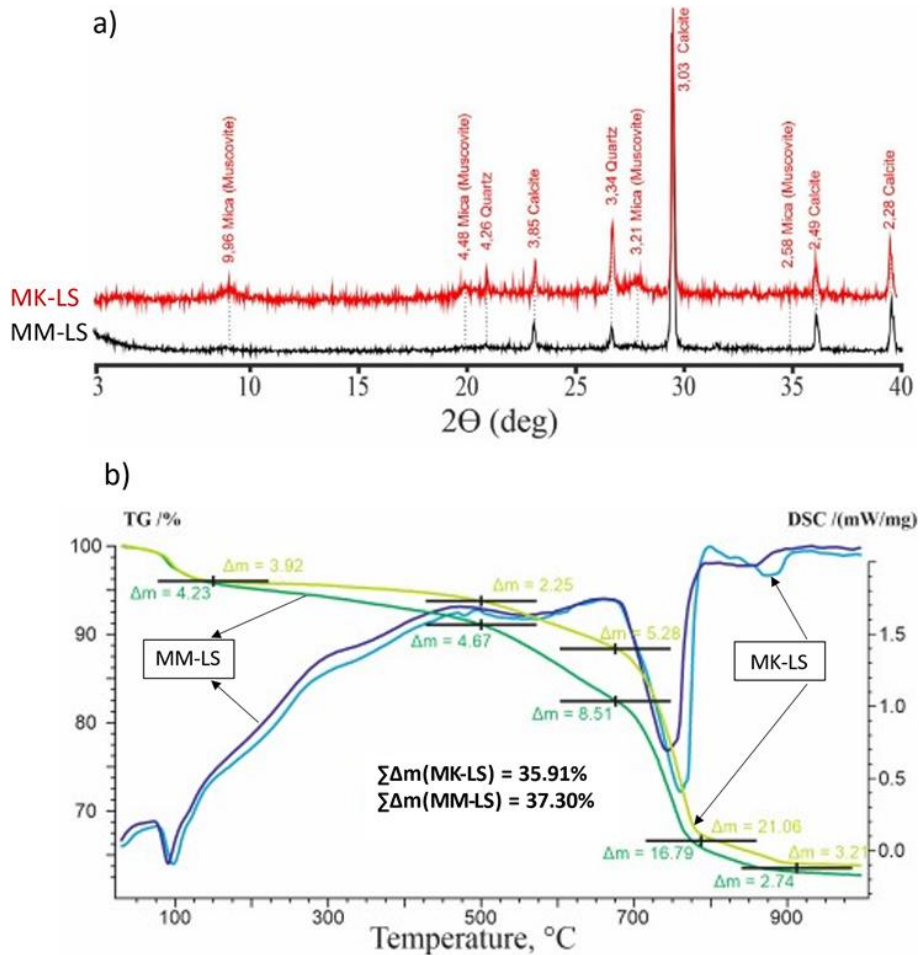 a)
9,96 Mica (Muscovite)
4,48 Mica (Muscovite)
4,26 Quartz
3,85 Calcite
3,34 Quartz
3,21 Mica (Muscovite)
3,03 Calcite
2,58 Mica (Muscovite)
2,49 Calcite
2,28 Calcite
MK-LS
MM-LS
3 10 15 20 25 30 35 40
2Θ (deg)
b)
TG /% DSC /(mW/mg)
100
90
80
70
1.5
1.0
0.5
0.0
Δm = 3.92
Δm = 4.23
Δm = 2.25
Δm = 4.67
Δm = 5.28
Δm = 8.51
MM-LS
MK-LS
∑Δm(MK-LS) = 35.91%
∑Δm(MM-LS) = 37.30%
Δm = 21.06
Δm = 16.79
Δm = 3.21
Δm = 2.74
100 300 500 700 900
Temperature, °C